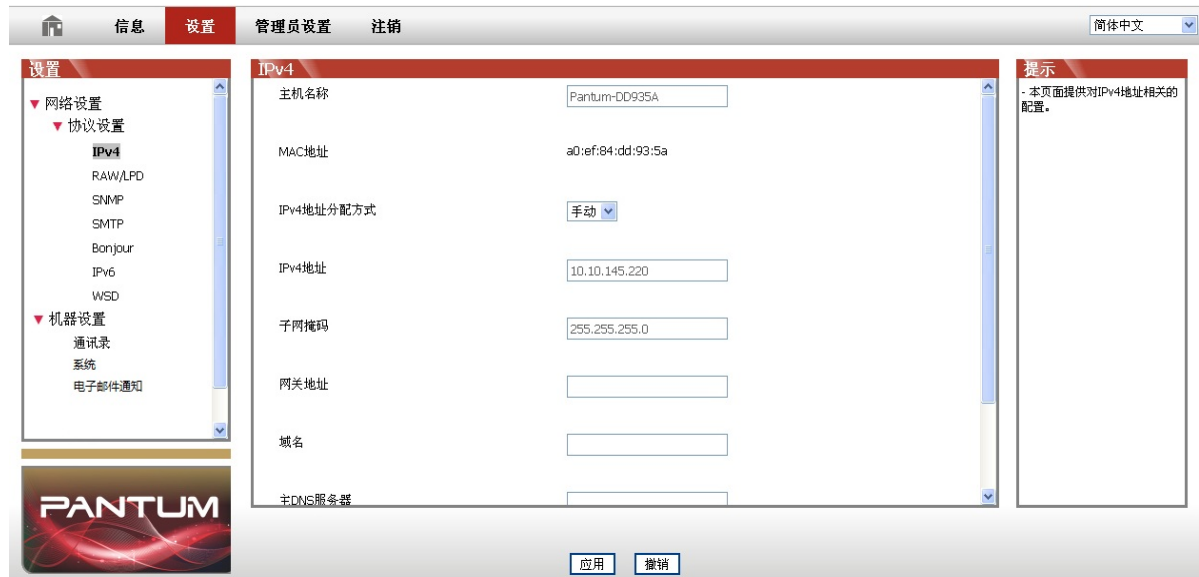 信息 设置 管理员设置 注销 简体中文
设置
网络设置
协议设置
IPv4
RAW/LPD
SNMP
SMTP
Bonjour
IPv6
WSD
机器设置
通讯录
系统
电子邮件通知
PANTUM
IPv4
主机名称 Pantum-DD935A
MAC地址 a0:ef:84:dd:93:5a
IPv4地址分配方式 手动
IPv4地址 10.10.145.220
子网掩码 255.255.255.0
网关地址
域名
主DNS服务器
应用 撤销
提示
- 本页面提供对IPv4地址相关的
配置。